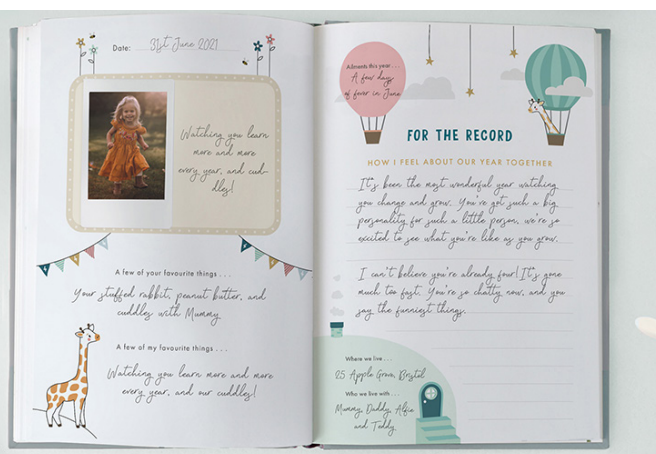 Date: 31st June 2021
Watching you learn
more and more
every year, and cud-
dles!
A few of your favourite things . . .
Your stuffed rabbit, peanut butter, and
cuddles with Mummy.
A few of my favourite things . . .
Watching you learn more and more
every year, and our cuddles!
Ailments this year . . .
A few days
of fever in June
FOR THE RECORD
HOW I FEEL ABOUT OUR YEAR TOGETHER
It's been the most wonderful year watching
you change and grow. You've got such a big
personality for such a little person, we're so
excited to see what you're like as you grow.
I can't believe you're already four! It's gone
much too fast. You're so chatty now, and you
say the funniest things.
Where we live . . .
25 Apple Grove, Bristol
Who we live with . . .
Mummy, Daddy, Alfie
and Teddy